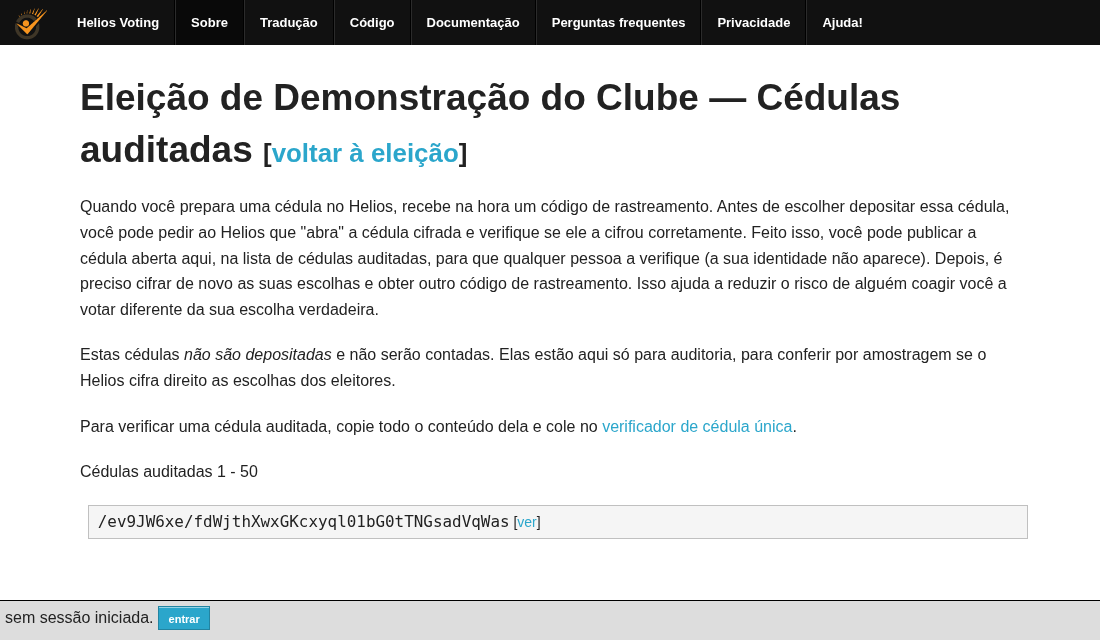 Helios Voting Sobre Tradução Código Documentação Perguntas frequentes Privacidade Ajuda!
Eleição de Demonstração do Clube — Cédulas
auditadas [voltar à eleição]
Quando você prepara uma cédula no Helios, recebe na hora um código de rastreamento. Antes de escolher depositar essa cédula,
você pode pedir ao Helios que "abra" a cédula cifrada e verifique se ele a cifrou corretamente. Feito isso, você pode publicar a
cédula aberta aqui, na lista de cédulas auditadas, para que qualquer pessoa a verifique (a sua identidade não aparece). Depois, é
preciso cifrar de novo as suas escolhas e obter outro código de rastreamento. Isso ajuda a reduzir o risco de alguém coagir você a
votar diferente da sua escolha verdadeira.
Estas cédulas não são depositadas e não serão contadas. Elas estão aqui só para auditoria, para conferir por amostragem se o
Helios cifra direito as escolhas dos eleitores.
Para verificar uma cédula auditada, copie todo o conteúdo dela e cole no verificador de cédula única.
Cédulas auditadas 1 - 50
/ev9JW6xe/fdWjthXwxGKcxyql01bG0tTNGsadVqWas [ver]
sem sessão iniciada. entrar